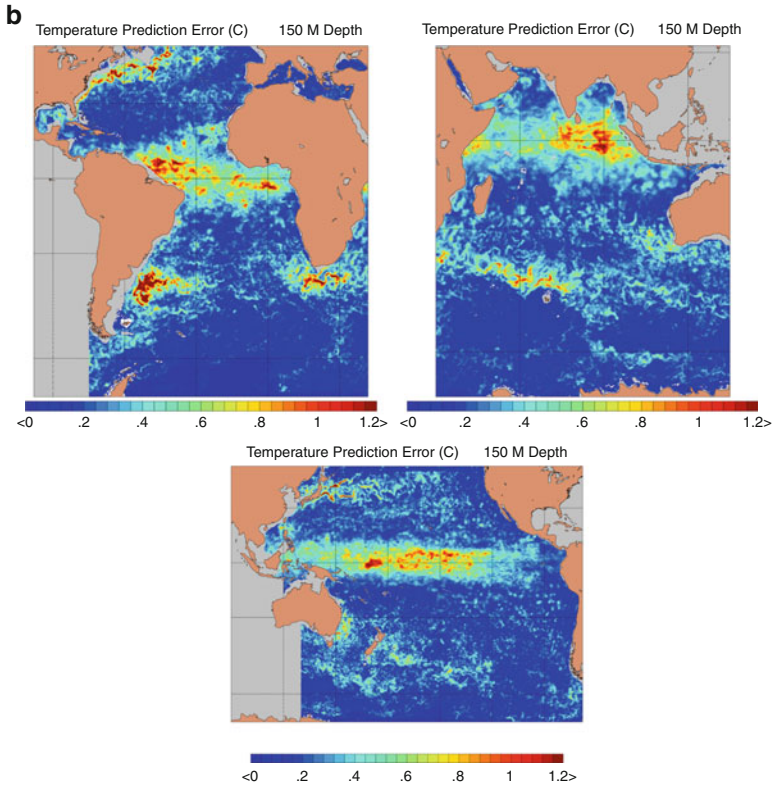 b
Temperature Prediction Error (C) 150 M Depth
<0 .2 .4 .6 .8 1 1.2>
Temperature Prediction Error (C) 150 M Depth
<0 .2 .4 .6 .8 1 1.2>
Temperature Prediction Error (C) 150 M Depth
<0 .2 .4 .6 .8 1 1.2>